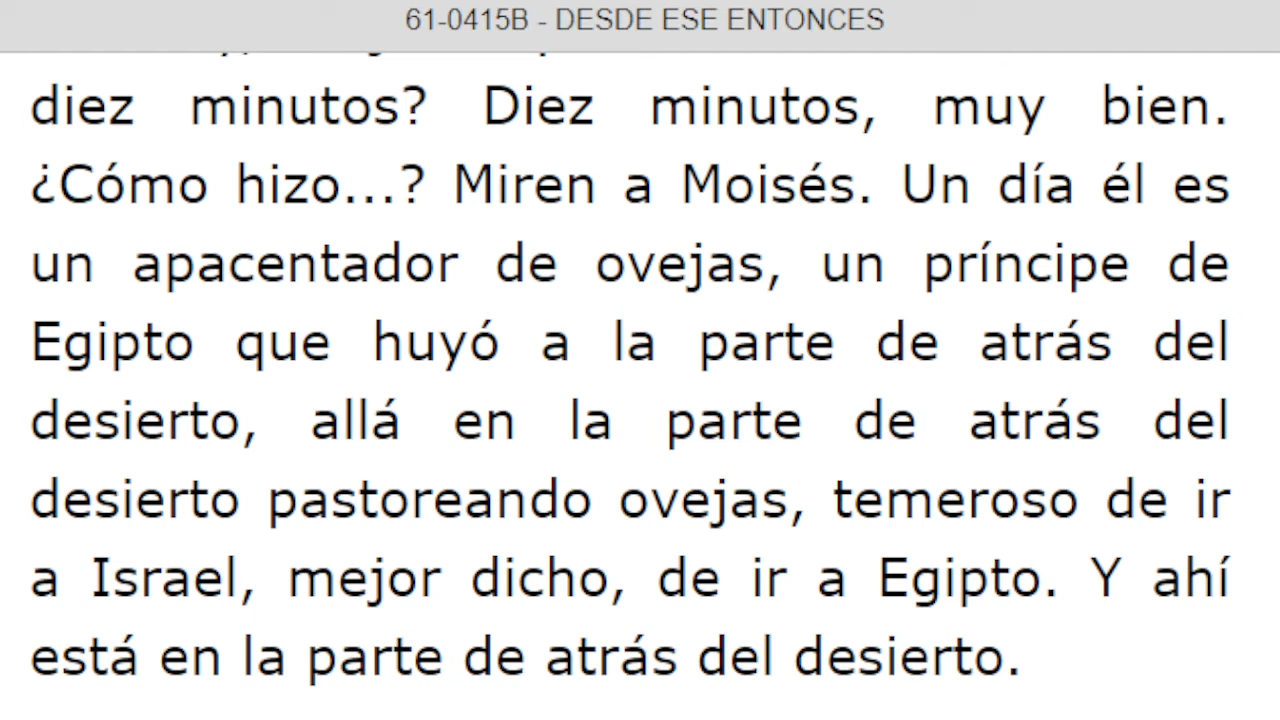 61-0415B - DESDE ESE ENTONCES
diez minutos? Diez minutos, muy bien.
¿Cómo hizo...? Miren a Moisés. Un día él es
un apacentador de ovejas, un príncipe de
Egipto que huyó a la parte de atrás del
desierto, allá en la parte de atrás del
desierto pastoreando ovejas, temeroso de ir
a Israel, mejor dicho, de ir a Egipto. Y ahí
está en la parte de atrás del desierto.